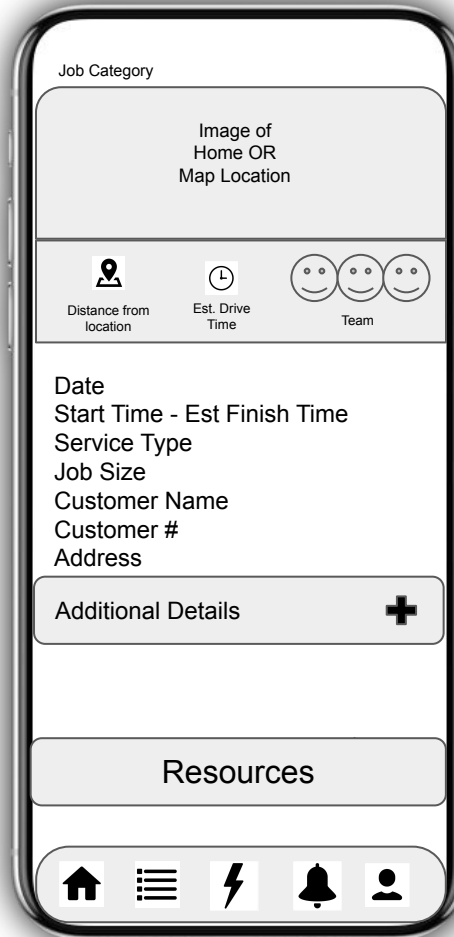 Job Category
Image of
Home OR
Map Location
Distance from
location
Est. Drive
Time
Team
Date
Start Time - Est Finish Time
Service Type
Job Size
Customer Name
Customer #
Address
Additional Details
Resources